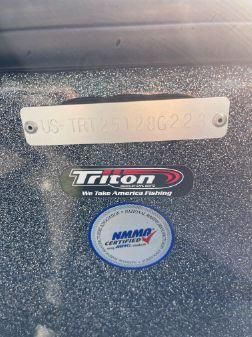 US-TRT25128G223
Triton
We Take America Fishing
NMMA
CERTIFIED